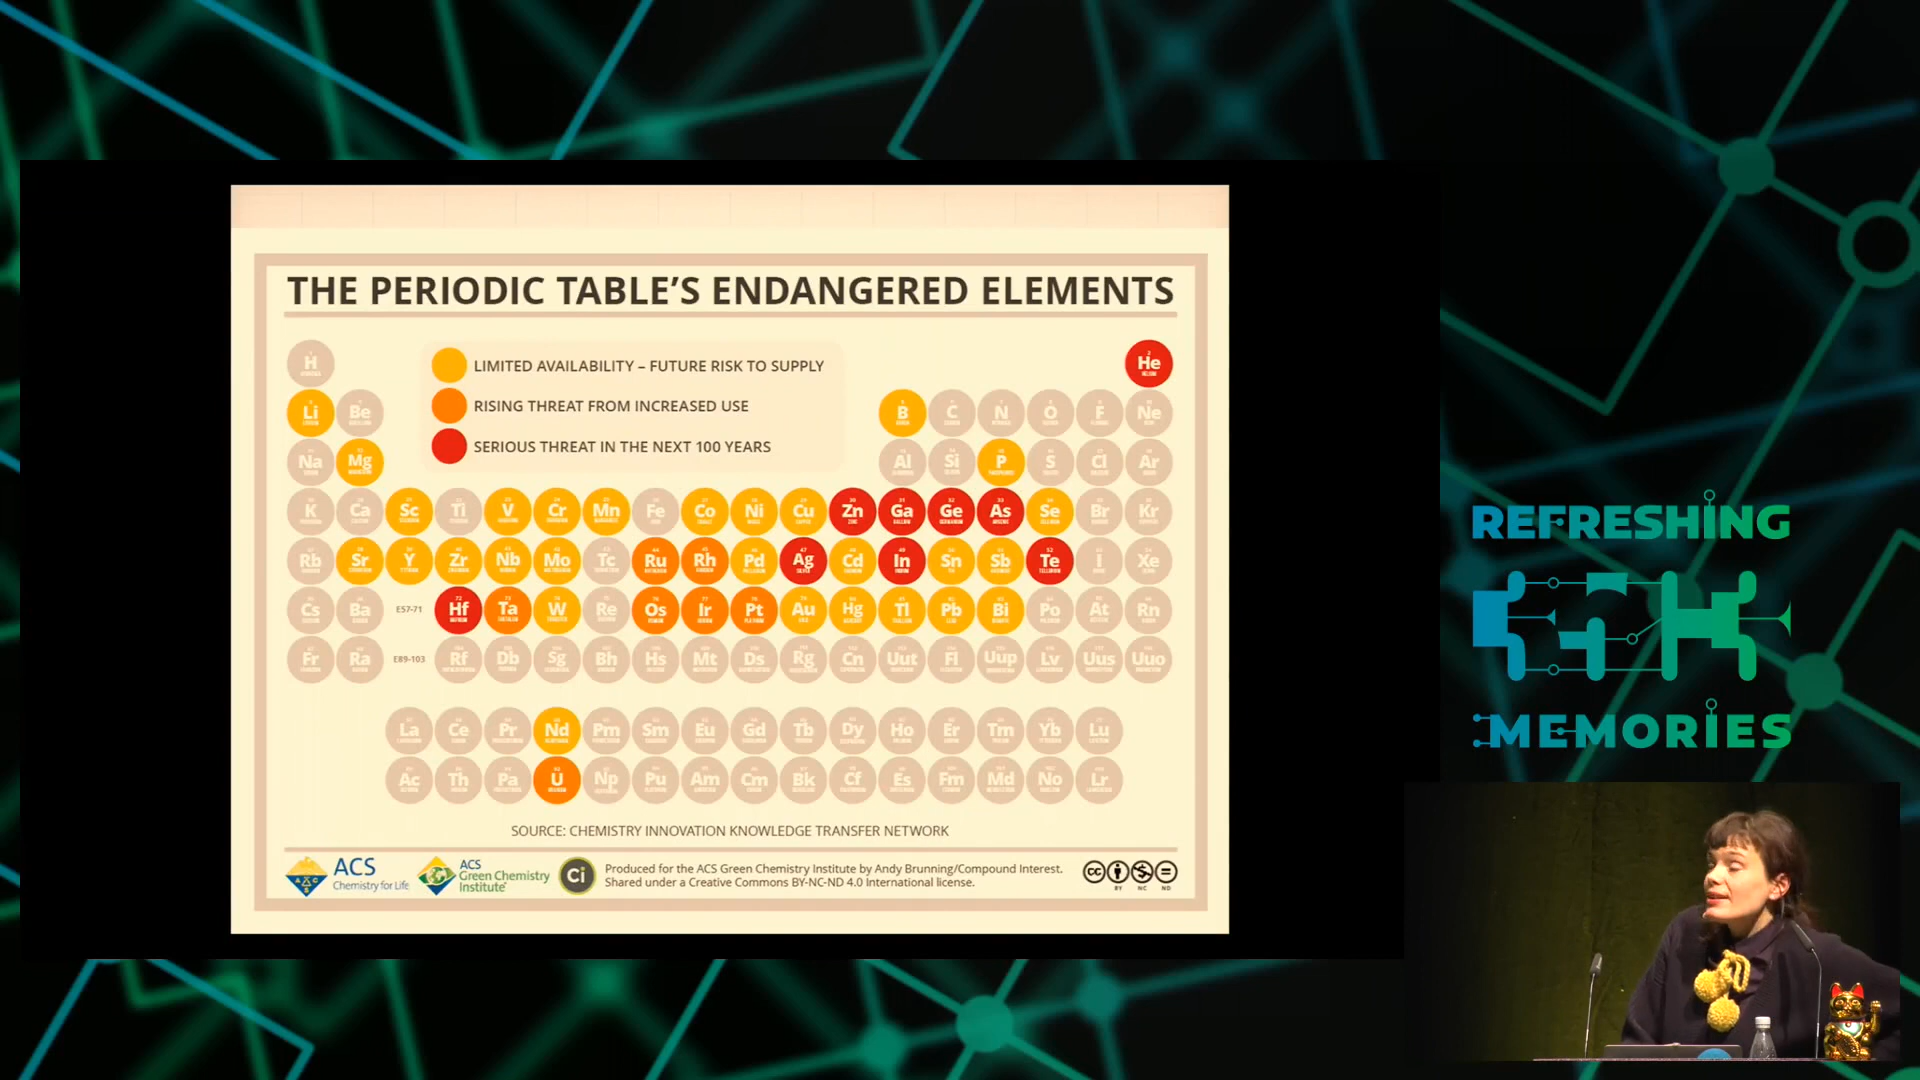 THE PERIODIC TABLE'S ENDANGERED ELEMENTS
H He
LIMITED AVAILABILITY – FUTURE RISK TO SUPPLY
RISING THREAT FROM INCREASED USE
SERIOUS THREAT IN THE NEXT 100 YEARS
Li Be B C N O F Ne
Na Mg Al Si P S Cl Ar
K Ca Sc Ti V Cr Mn Fe Co Ni Cu Zn Ga Ge As Se Br Kr
Rb Sr Y Zr Nb Mo Tc Ru Rh Pd Ag Cd In Sn Sb Te I Xe
Cs Ba E57-71 Hf Ta W Re Os Ir Pt Au Hg Tl Pb Bi Po At Rn
Fr Ra E89-103 Rf Db Sg Bh Hs Mt Ds Rg Cn Uut Fl Uup Lv Uus Uuo
La Ce Pr Nd Pm Sm Eu Gd Tb Dy Ho Er Tm Yb Lu
Ac Th Pa U Np Pu Am Cm Bk Cf Es Fm Md No Lr
SOURCE: CHEMISTRY INNOVATION KNOWLEDGE TRANSFER NETWORK
ACS
Chemistry for Life
ACS
Green Chemistry
Institute
Ci
Produced for the ACS Green Chemistry Institute by Andy Brunning/Compound Interest.
Shared under a Creative Commons BY-NC-ND 4.0 International license.
cc BY NC ND
REFRESHING
MEMORIES